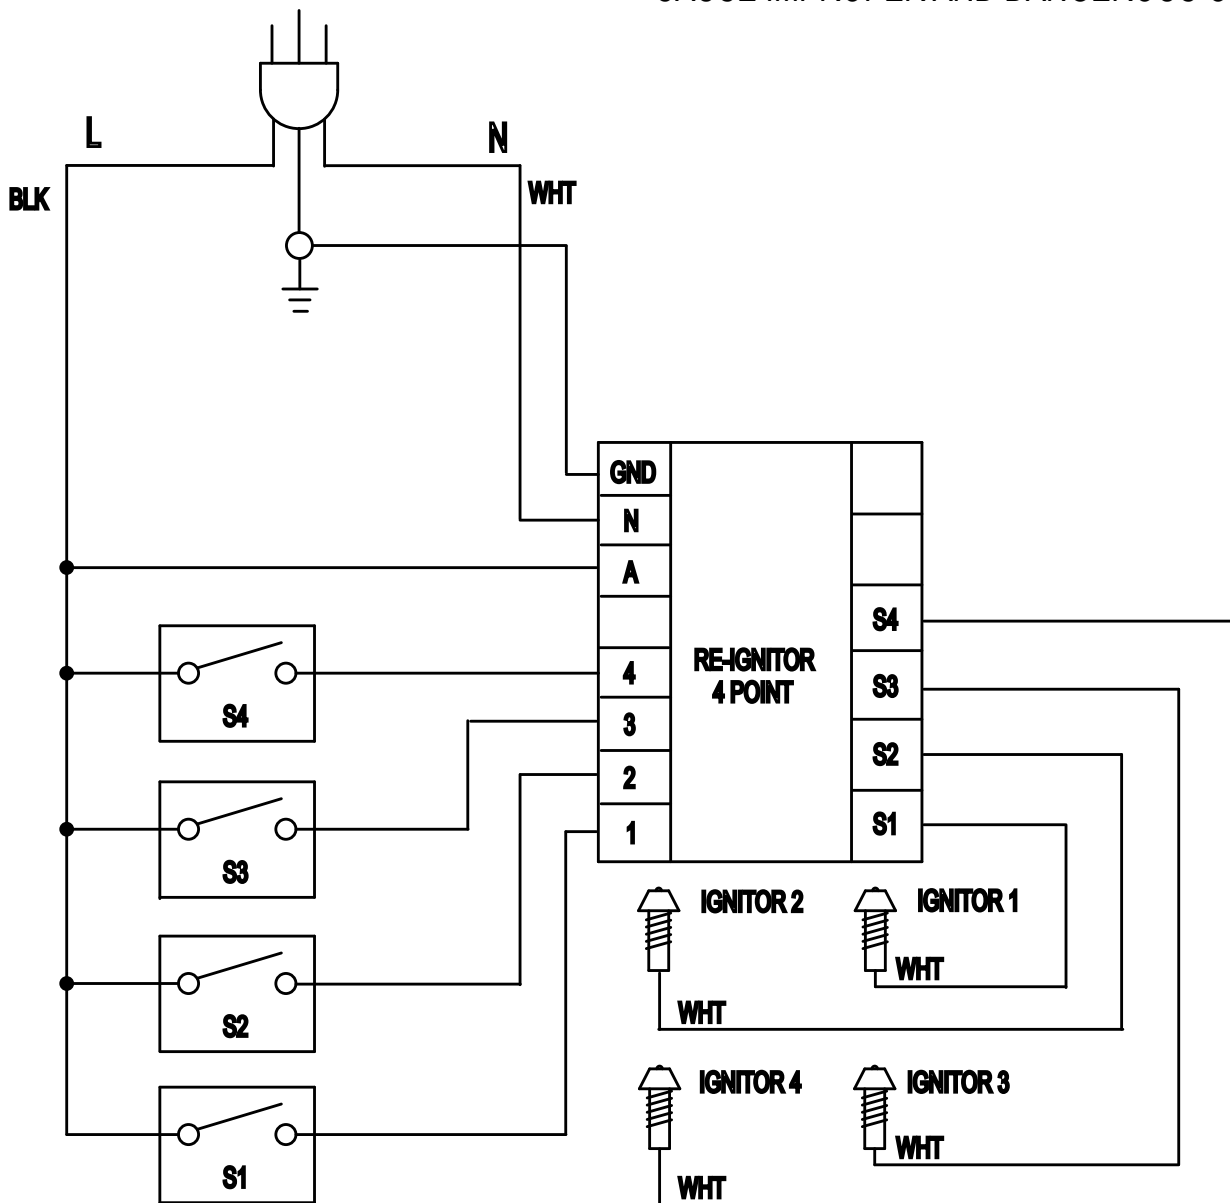 L
N
BLK
WHT
GND
N
A
4
3
2
1
RE-IGNITOR
4 POINT
S4
S3
S2
S1
S4
S3
S2
S1
IGNITOR 2
IGNITOR 1
WHT
WHT
IGNITOR 4
IGNITOR 3
WHT
WHT